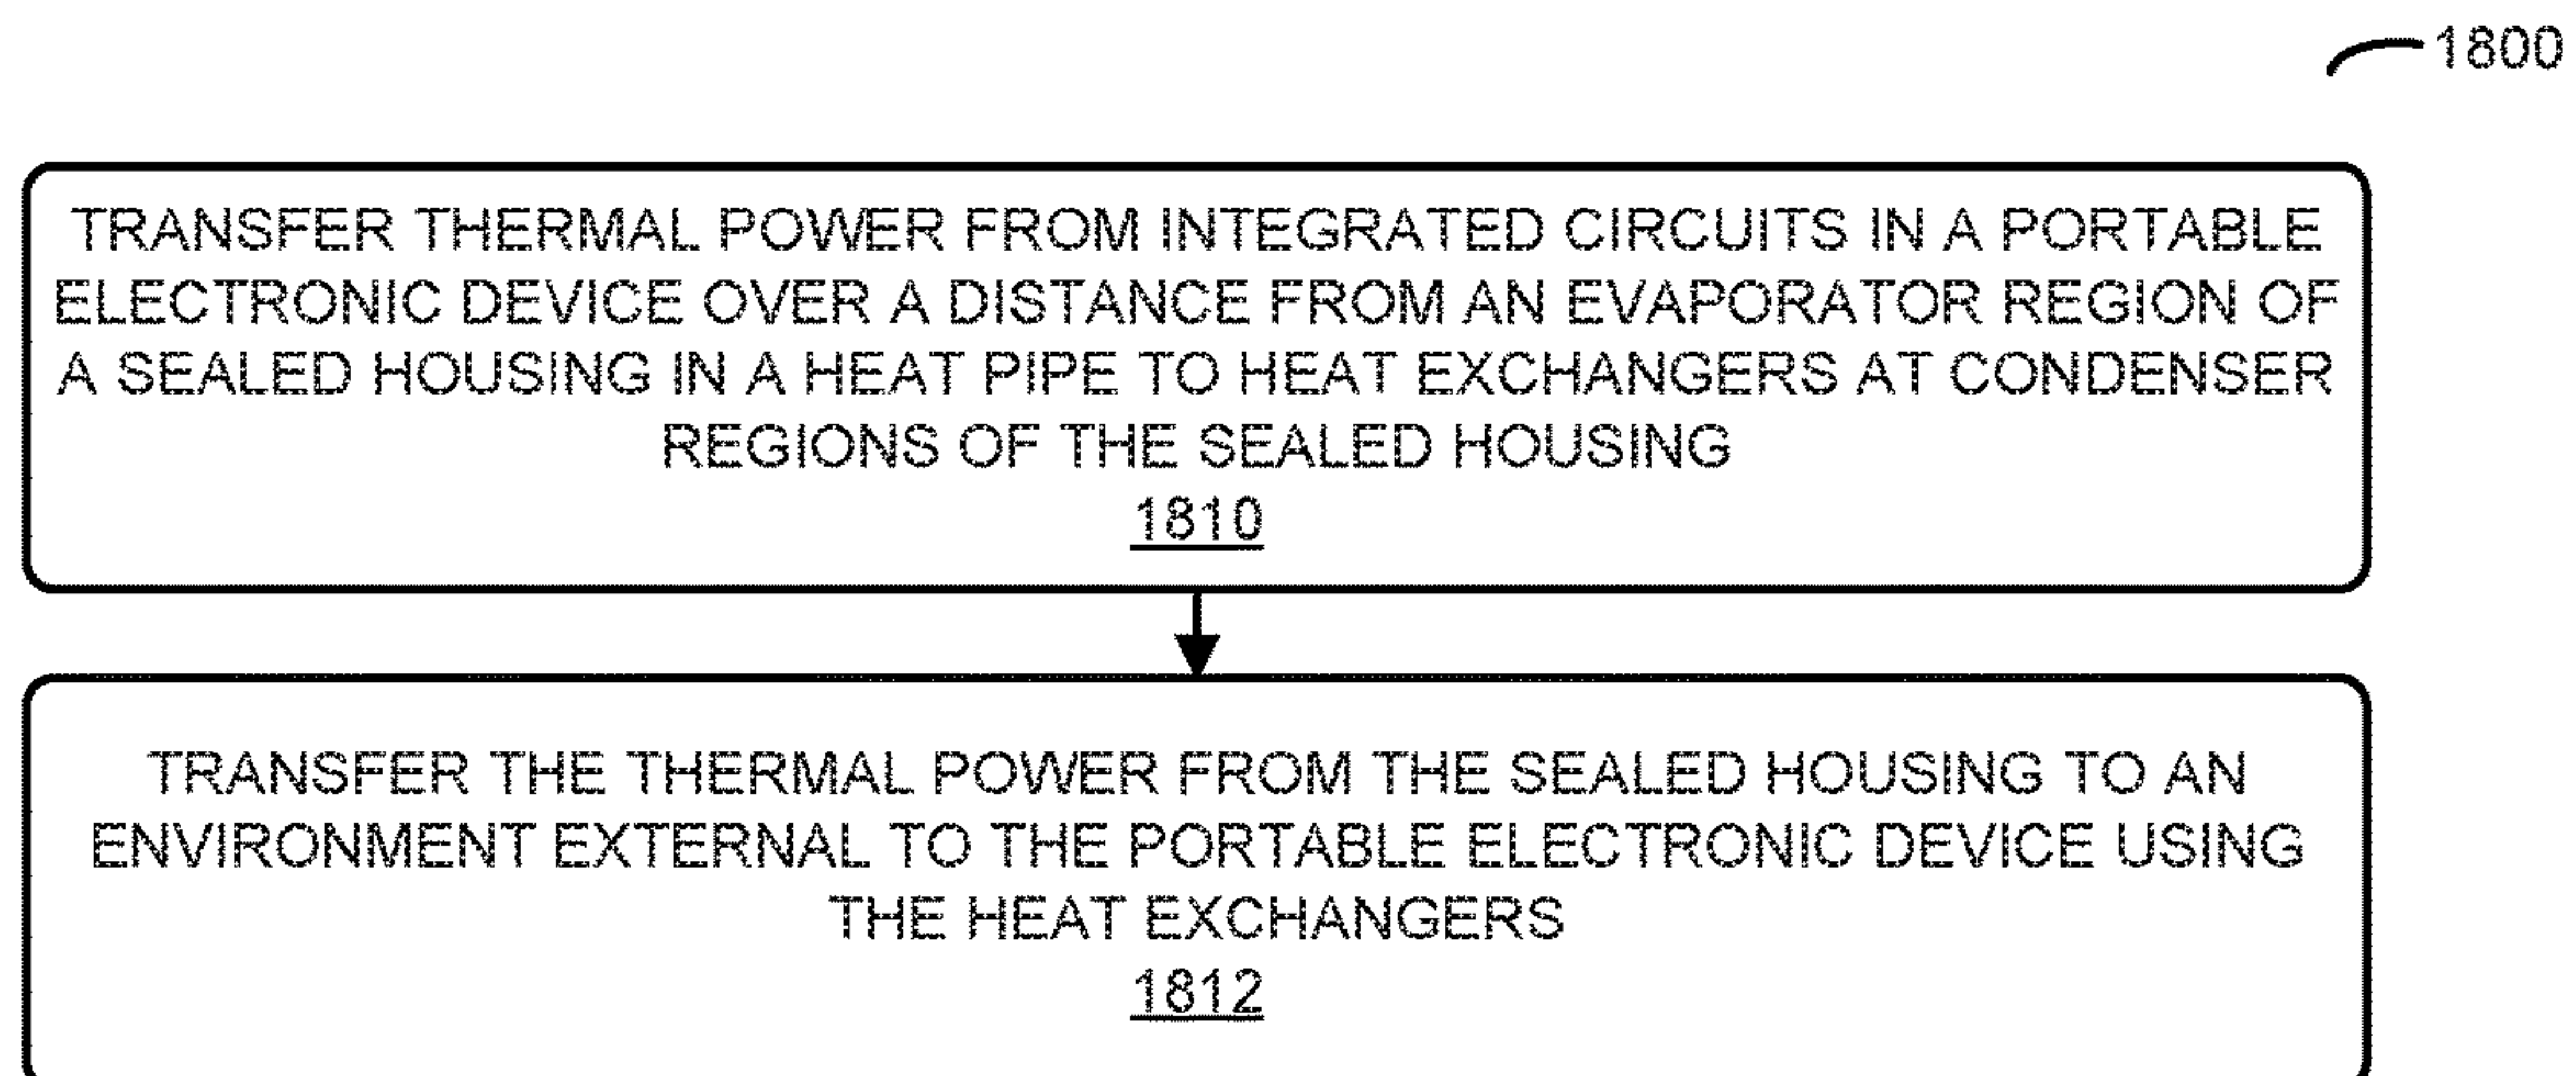 1800
TRANSFER THERMAL POWER FROM INTEGRATED CIRCUITS IN A PORTABLE
ELECTRONIC DEVICE OVER A DISTANCE FROM AN EVAPORATOR REGION OF
A SEALED HOUSING IN A HEAT PIPE TO HEAT EXCHANGERS AT CONDENSER
REGIONS OF THE SEALED HOUSING
1810
TRANSFER THE THERMAL POWER FROM THE SEALED HOUSING TO AN
ENVIRONMENT EXTERNAL TO THE PORTABLE ELECTRONIC DEVICE USING
THE HEAT EXCHANGERS
1812